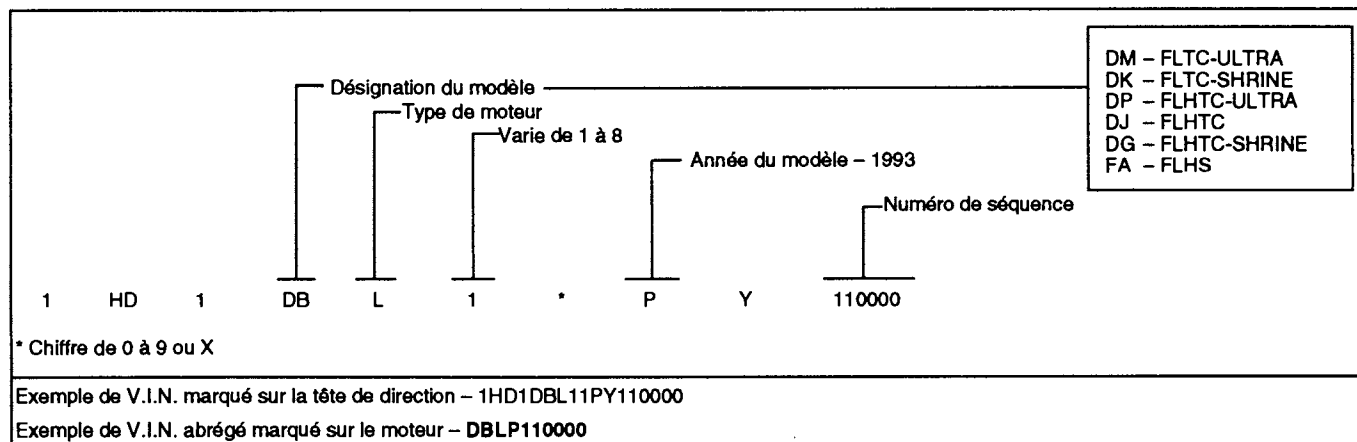 DM – FLTC-ULTRA
DK – FLTC-SHRINE
DP – FLHTC-ULTRA
DJ – FLHTC
DG – FLHTC-SHRINE
FA – FLHS
Désignation du modèle
Type de moteur
Varie de 1 à 8
Année du modèle – 1993
Numéro de séquence
1 HD 1 DB L 1 * P Y 110000
* Chiffre de 0 à 9 ou X
Exemple de V.I.N. marqué sur la tête de direction – 1HD1DBL11PY110000
Exemple de V.I.N. abrégé marqué sur le moteur – DBLP110000